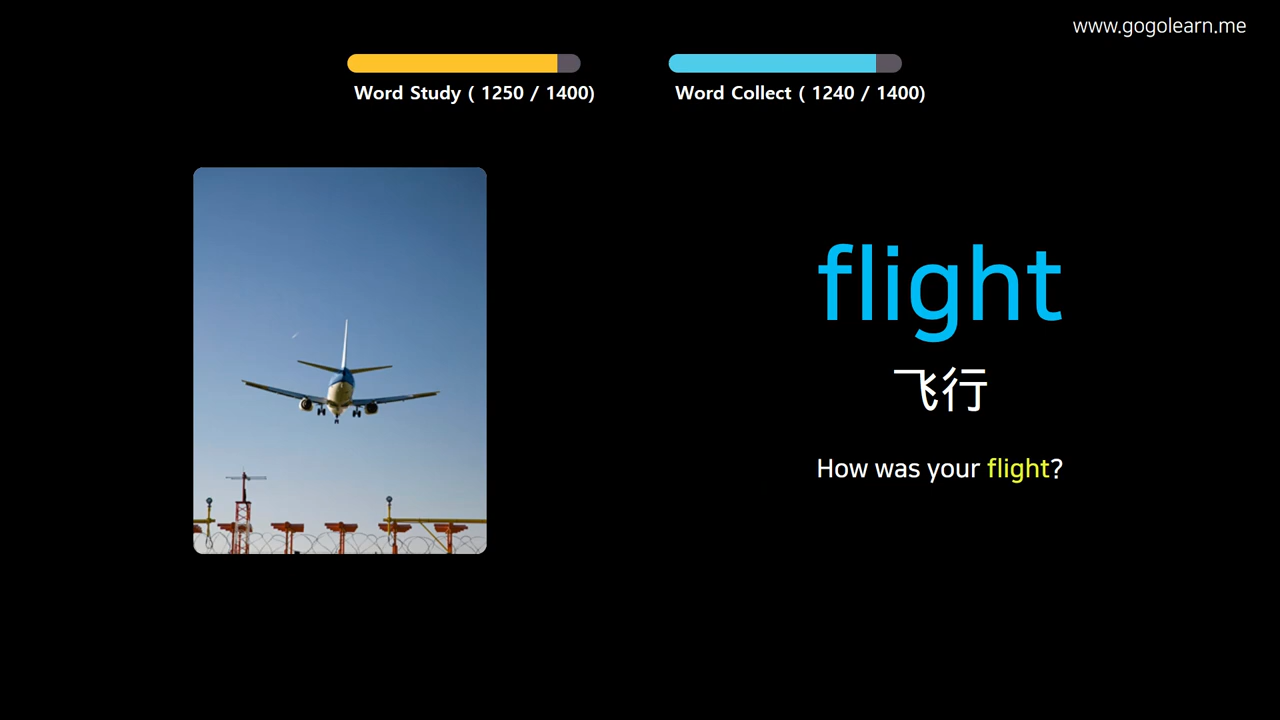 www.gogolearn.me
Word Study ( 1250 / 1400)
Word Collect ( 1240 / 1400)
flight
飞行
How was your flight?